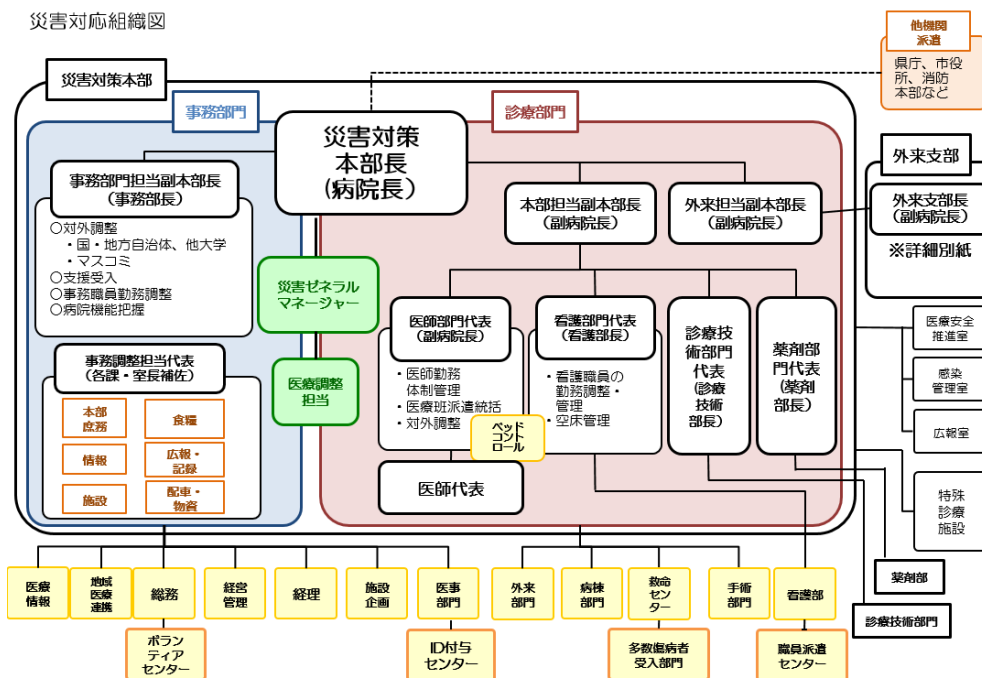 災害対応組織図
他機関
派遣
県庁、市役
所、消防
本部など
災害対策本部
事務部門
診療部門
災害対策
本部長
(病院長)
事務部門担当副本部長
(事務部長)
○対外調整
・国・地方自治体、他大学
・マスコミ
○支援受入
○事務職員勤務調整
○病院機能把握
本部担当副本部長
(副病院長)
外来担当副本部長
(副病院長)
外来支部
外来支部長
(副病院長)
※詳細別紙
災害ゼネラル
マネージャー
医療調整
担当
医師部門代表
(副病院長)
・医師勤務
体制管理
・医療班派遣統括
・対外調整
看護部門代表
(看護部長)
・看護職員の
勤務調整・
管理
・空床管理
ベッド
コント
ロール
医師代表
診療技
術部門
代表(診
療技術
部長)
薬剤部
門代表
(薬剤
部長)
事務調整担当代表
(各課・室長補佐)
本部
庶務
食糧
情報
広報・
記録
施設
配車・
物資
医療安全
推進室
感染
管理室
広報室
特殊
診療
施設
薬剤部
診療技術部門
医療
情報
地域
医療
連携
総務
経営
管理
経理
施設
企画
医事
部門
外来
部門
病棟
部門
救命
センター
手術
部門
看護部
ボラン
ティア
センター
ID付与
センター
多数傷病者
受入部門
職員派遣
センター